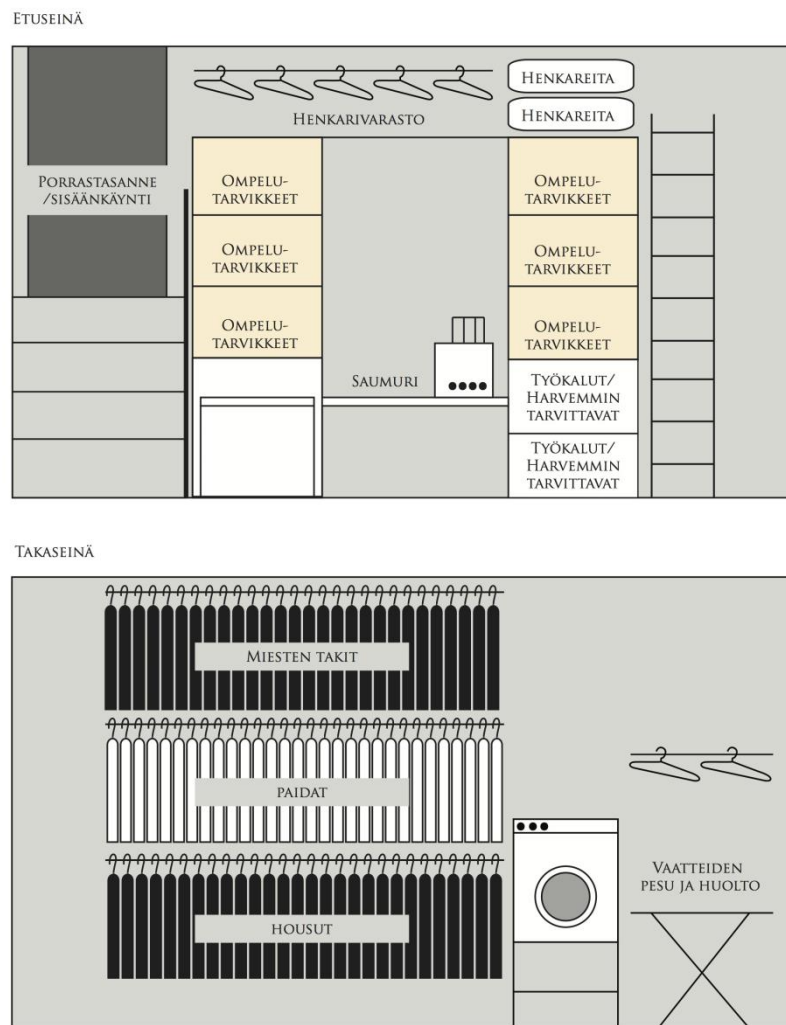 Etuseinä
Henkareita
Henkareita
Henkarivarasto
Porrastasanne
/sisäänkäynti
Ompelu-
tarvikkeet
Ompelu-
tarvikkeet
Ompelu-
tarvikkeet
Ompelu-
tarvikkeet
Ompelu-
tarvikkeet
Ompelu-
tarvikkeet
Saumuri
Työkalut/
Harvemmin
tarvittavat
Työkalut/
Harvemmin
tarvittavat
Takaseinä
Miesten takit
paidat
housut
Vaatteiden
pesu ja huolto